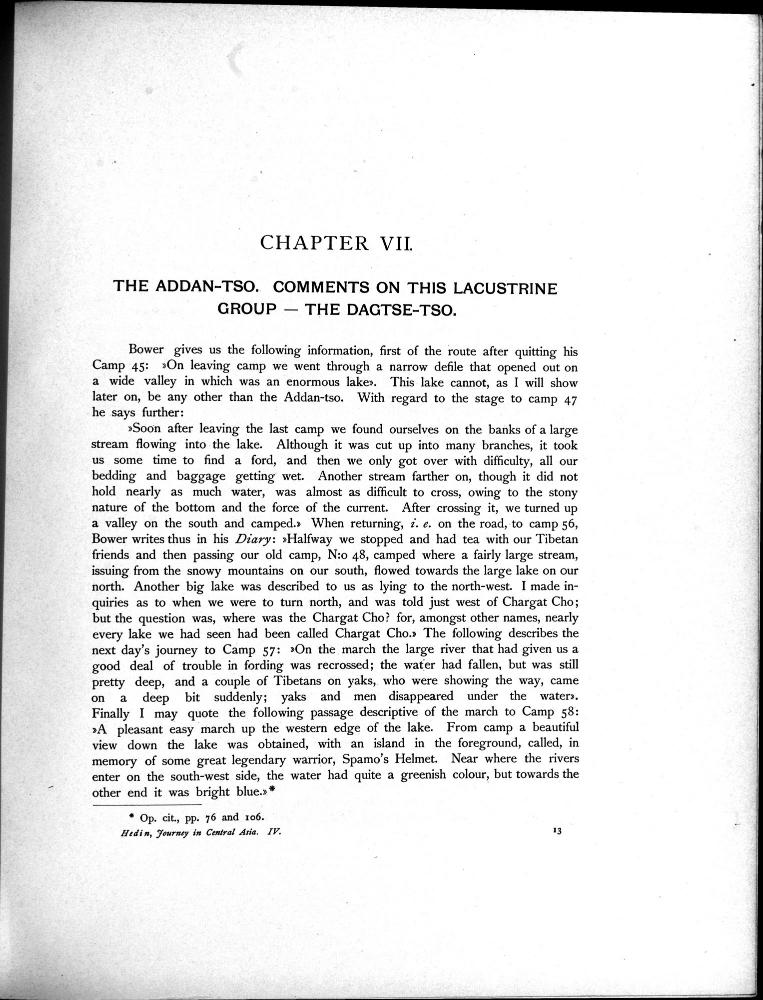 CHAPTER VII.
THE ADDAN-TSO. COMMENTS ON THIS LACUSTRINE
GROUP — THE DAGTSE-TSO.
Bower gives us the following information, first of the route after quitting his
Camp 45: »On leaving camp we went through a narrow defile that opened out on
a wide valley in which was an enormous lake». This lake cannot, as I will show
later on, be any other than the Addan-tso. With regard to the stage to camp 47
he says further:
»Soon after leaving the last camp we found ourselves on the banks of a large
stream flowing into the lake. Although it was cut up into many branches, it took
us some time to find a ford, and then we only got over with difficulty, all our
bedding and baggage getting wet. Another stream farther on, though it did not
hold nearly as much water, was almost as difficult to cross, owing to the stony
nature of the bottom and the force of the current. After crossing it, we turned up
a valley on the south and camped.» When returning, i. e. on the road, to camp 56,
Bower writes thus in his Diary: »Halfway we stopped and had tea with our Tibetan
friends and then passing our old camp, N:o 48, camped where a fairly large stream,
issuing from the snowy mountains on our south, flowed towards the large lake on our
north. Another big lake was described to us as lying to the north-west. I made in-
quiries as to when we were to turn north, and was told just west of Chargat Cho;
but the question was, where was the Chargat Cho? for, amongst other names, nearly
every lake we had seen had been called Chargat Cho.» The following describes the
next day's journey to Camp 57: »On the march the large river that had given us a
good deal of trouble in fording was recrossed; the water had fallen, but was still
pretty deep, and a couple of Tibetans on yaks, who were showing the way, came
on a deep bit suddenly; yaks and men disappeared under the water».
Finally I may quote the following passage descriptive of the march to Camp 58:
»A pleasant easy march up the western edge of the lake. From camp a beautiful
view down the lake was obtained, with an island in the foreground, called, in
memory of some great legendary warrior, Spamo's Helmet. Near where the rivers
enter on the south-west side, the water had quite a greenish colour, but towards the
other end it was bright blue.»*
* Op. cit., pp. 76 and 106.
Hedin, Journey in Central Asia. IV. 13